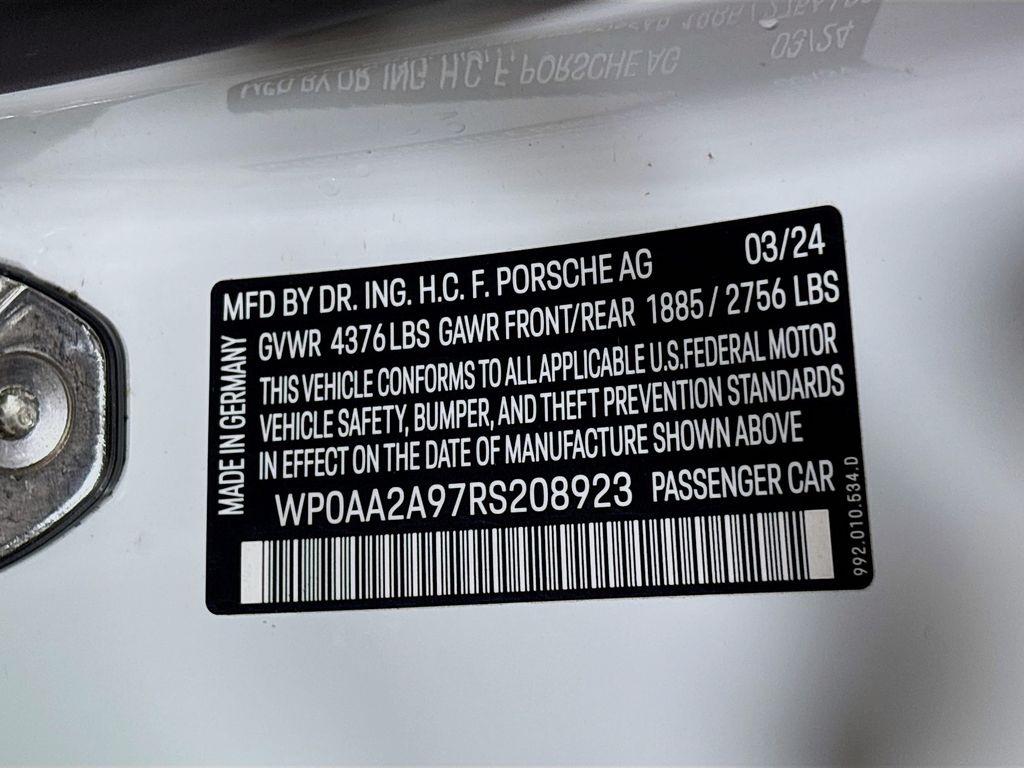 MFD BY DR. ING. H.C. F. PORSCHE AG 03/24
GVWR 4376 LBS GAWR FRONT/REAR 1885 / 2756 LBS
THIS VEHICLE CONFORMS TO ALL APPLICABLE U.S.FEDERAL MOTOR
VEHICLE SAFETY, BUMPER, AND THEFT PREVENTION STANDARDS
IN EFFECT ON THE DATE OF MANUFACTURE SHOWN ABOVE
WP0AA2A97RS208923 PASSENGER CAR
MADE IN GERMANY
992.010.534.D